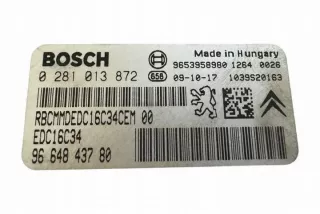 BOSCH
Made in Hungary
9653958980 1264 0026
0 281 013 872
656 09-10-17 1039S20163
RBCMMDEDC16C34CEM 00
EDC16C34
96 648 437 80